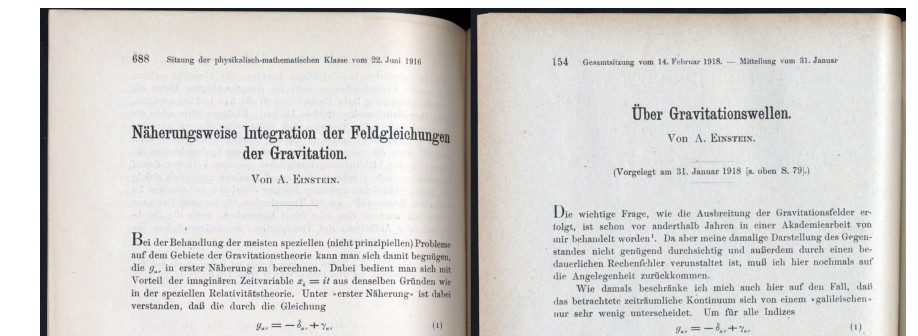 688 Sitzung der physikalisch-mathematischen Klasse vom 22. Juni 1916
Näherungsweise Integration der Feldgleichungen
der Gravitation.
Von A. Einstein.
Bei der Behandlung der meisten speziellen (nicht prinzipiellen) Probleme
auf dem Gebiete der Gravitationstheorie kann man sich damit begnügen,
die gμν in erster Näherung zu berechnen. Dabei bedient man sich mit
Vorteil der imaginären Zeitvariable x₄ = it aus denselben Gründen wie
in der speziellen Relativitätstheorie. Unter »erster Näherung« ist dabei
verstanden, daß die durch die Gleichung
gμν = — δμν + γμν (1)
154 Gesamtsitzung vom 14. Februar 1918. — Mitteilung vom 31. Januar
Über Gravitationswellen.
Von A. Einstein.
(Vorgelegt am 31. Januar 1918 [s. oben S. 79].)
Die wichtige Frage, wie die Ausbreitung der Gravitationsfelder er-
folgt, ist schon vor anderthalb Jahren in einer Akademiearbeit von
mir behandelt worden¹. Da aber meine damalige Darstellung des Gegen-
standes nicht genügend durchsichtig und außerdem durch einen be-
dauerlichen Rechenfehler verunstaltet ist, muß ich hier nochmals auf
die Angelegenheit zurückkommen.
Wie damals beschränke ich mich auch hier auf den Fall, daß
das betrachtete zeiträumliche Kontinuum sich von einem »galileischen«
nur sehr wenig unterscheidet. Um für alle Indizes
gμν = — δμν + γμν (1)